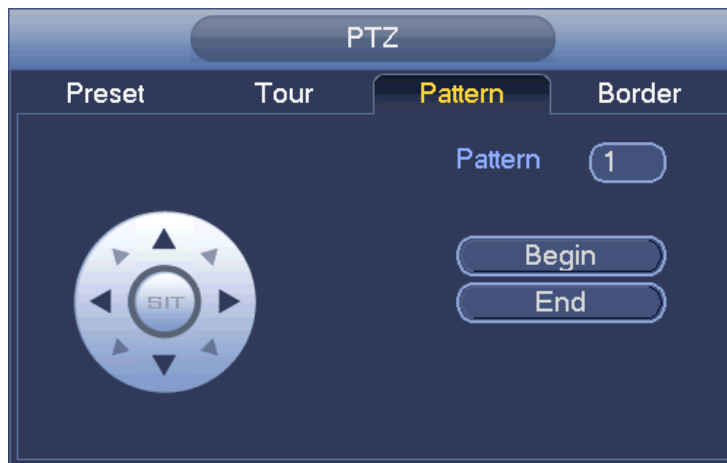 PTZ
Preset Tour Pattern Border
Pattern 1
Begin
SIT
End